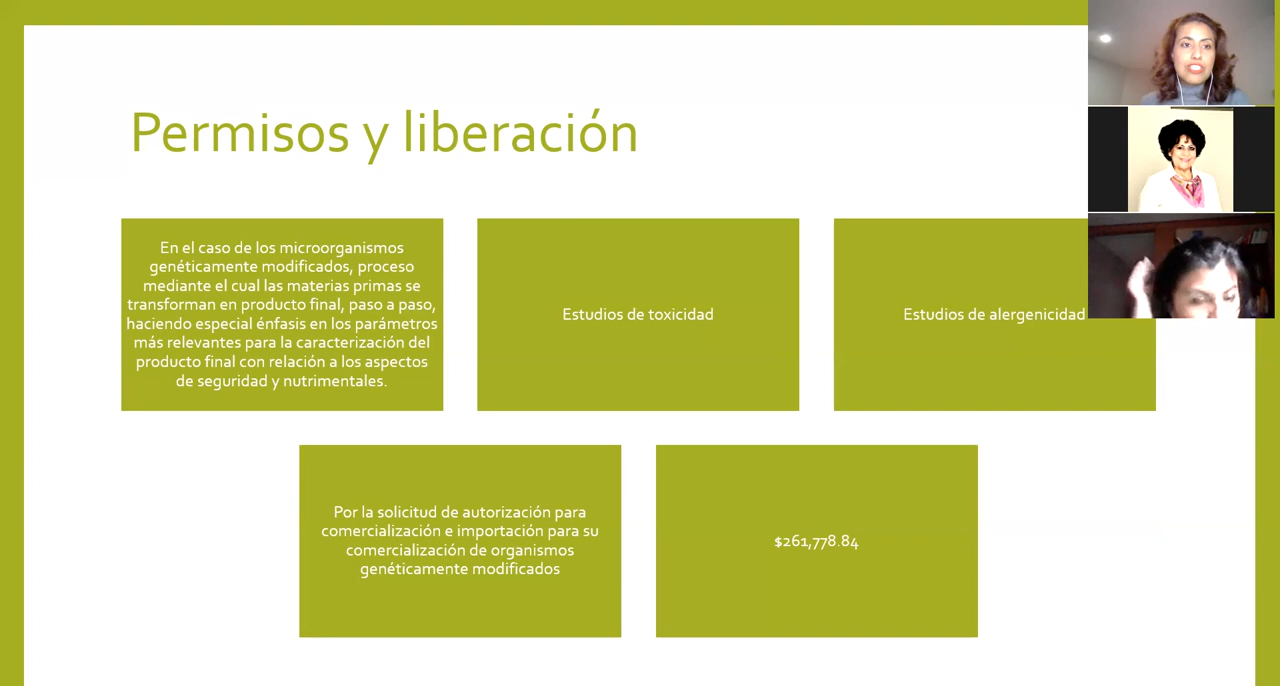 Permisos y liberación
En el caso de los microorganismos
genéticamente modificados, proceso
mediante el cual las materias primas se
transforman en producto final, paso a paso,
haciendo especial énfasis en los parámetros
más relevantes para la caracterización del
producto final con relación a los aspectos
de seguridad y nutrimentales.
Estudios de toxicidad
Estudios de alergenicidad
Por la solicitud de autorización para
comercialización e importación para su
comercialización de organismos
genéticamente modificados
$261,778.84